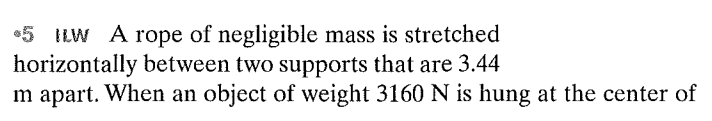 •5 ILW A rope of negligible mass is stretched
horizontally between two supports that are 3.44
m apart. When an object of weight 3160 N is hung at the center of